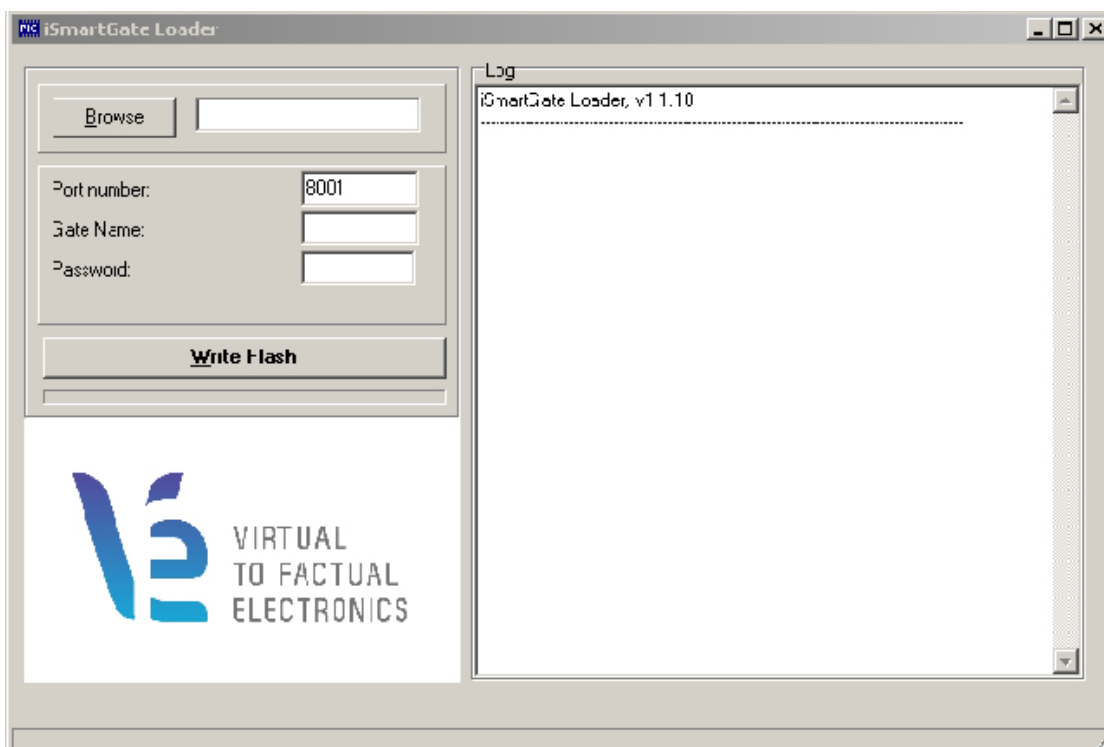 PIC iSmartGate Loader
Browse
Port number: 8001
Gate Name:
Password:
Write Flash
VIRTUAL
TO FACTUAL
ELECTRONICS
Log
iSmartGate Loader, v1.1.10
--------------------------------------------------------------------------------